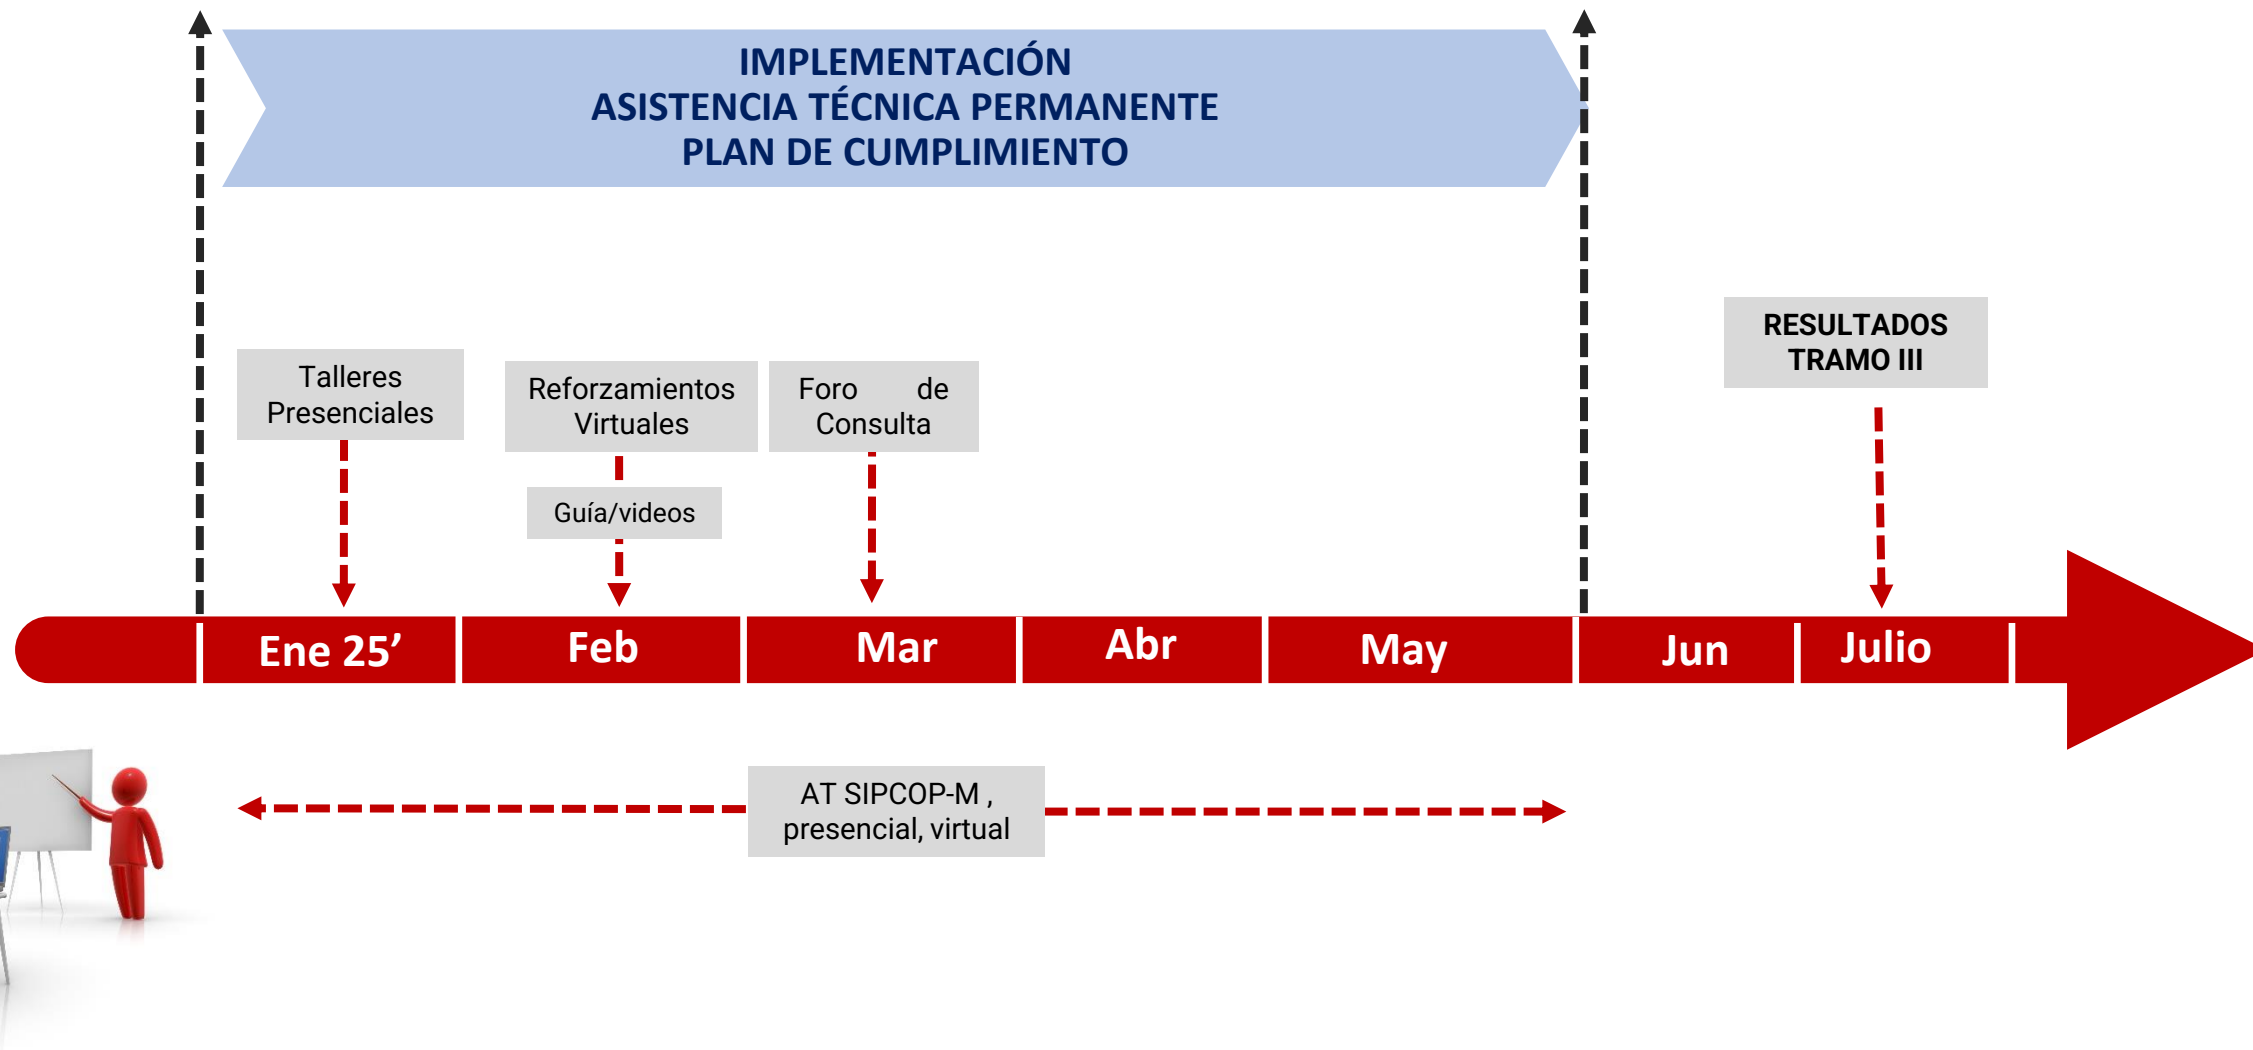 IMPLEMENTACIÓN
ASISTENCIA TÉCNICA PERMANENTE
PLAN DE CUMPLIMIENTO
RESULTADOS
TRAMO III
Talleres
Presenciales
Reforzamientos
Virtuales
Foro de
Consulta
Guía/videos
Ene 25’
Feb
Mar
Abr
May
Jun
Julio
AT SIPCOP-M ,
presencial, virtual